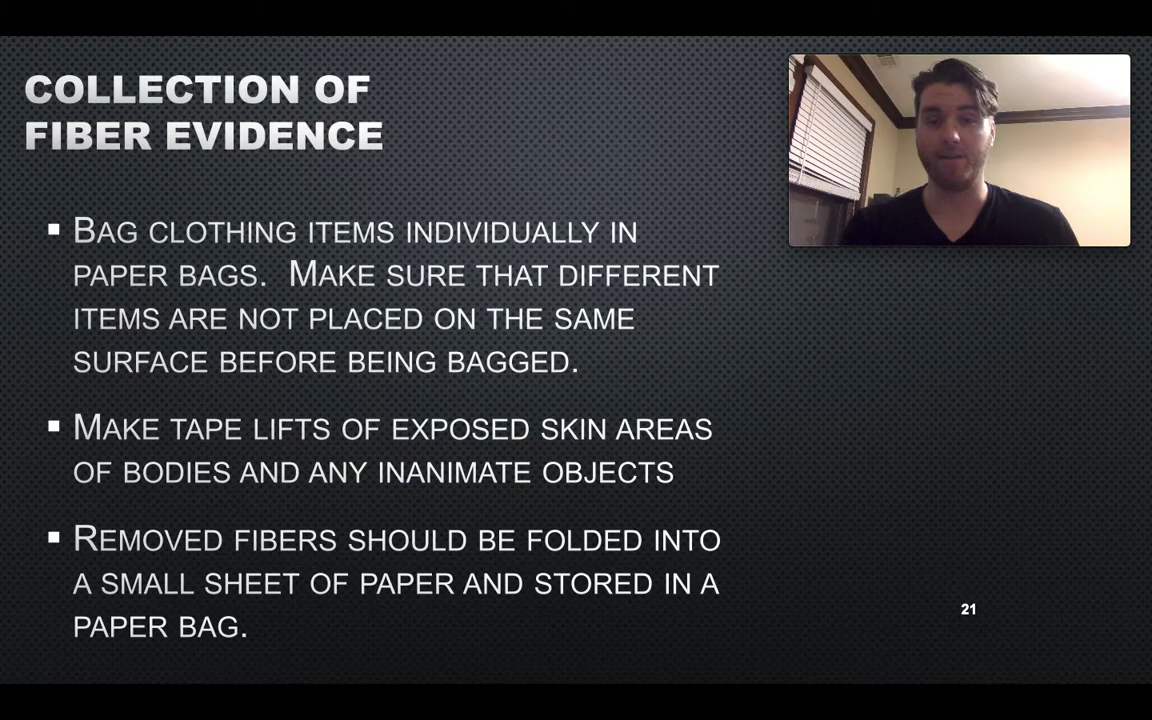 COLLECTION OF
FIBER EVIDENCE
▪ BAG CLOTHING ITEMS INDIVIDUALLY IN
PAPER BAGS. MAKE SURE THAT DIFFERENT
ITEMS ARE NOT PLACED ON THE SAME
SURFACE BEFORE BEING BAGGED.
▪ MAKE TAPE LIFTS OF EXPOSED SKIN AREAS
OF BODIES AND ANY INANIMATE OBJECTS
▪ REMOVED FIBERS SHOULD BE FOLDED INTO
A SMALL SHEET OF PAPER AND STORED IN A
PAPER BAG.
21